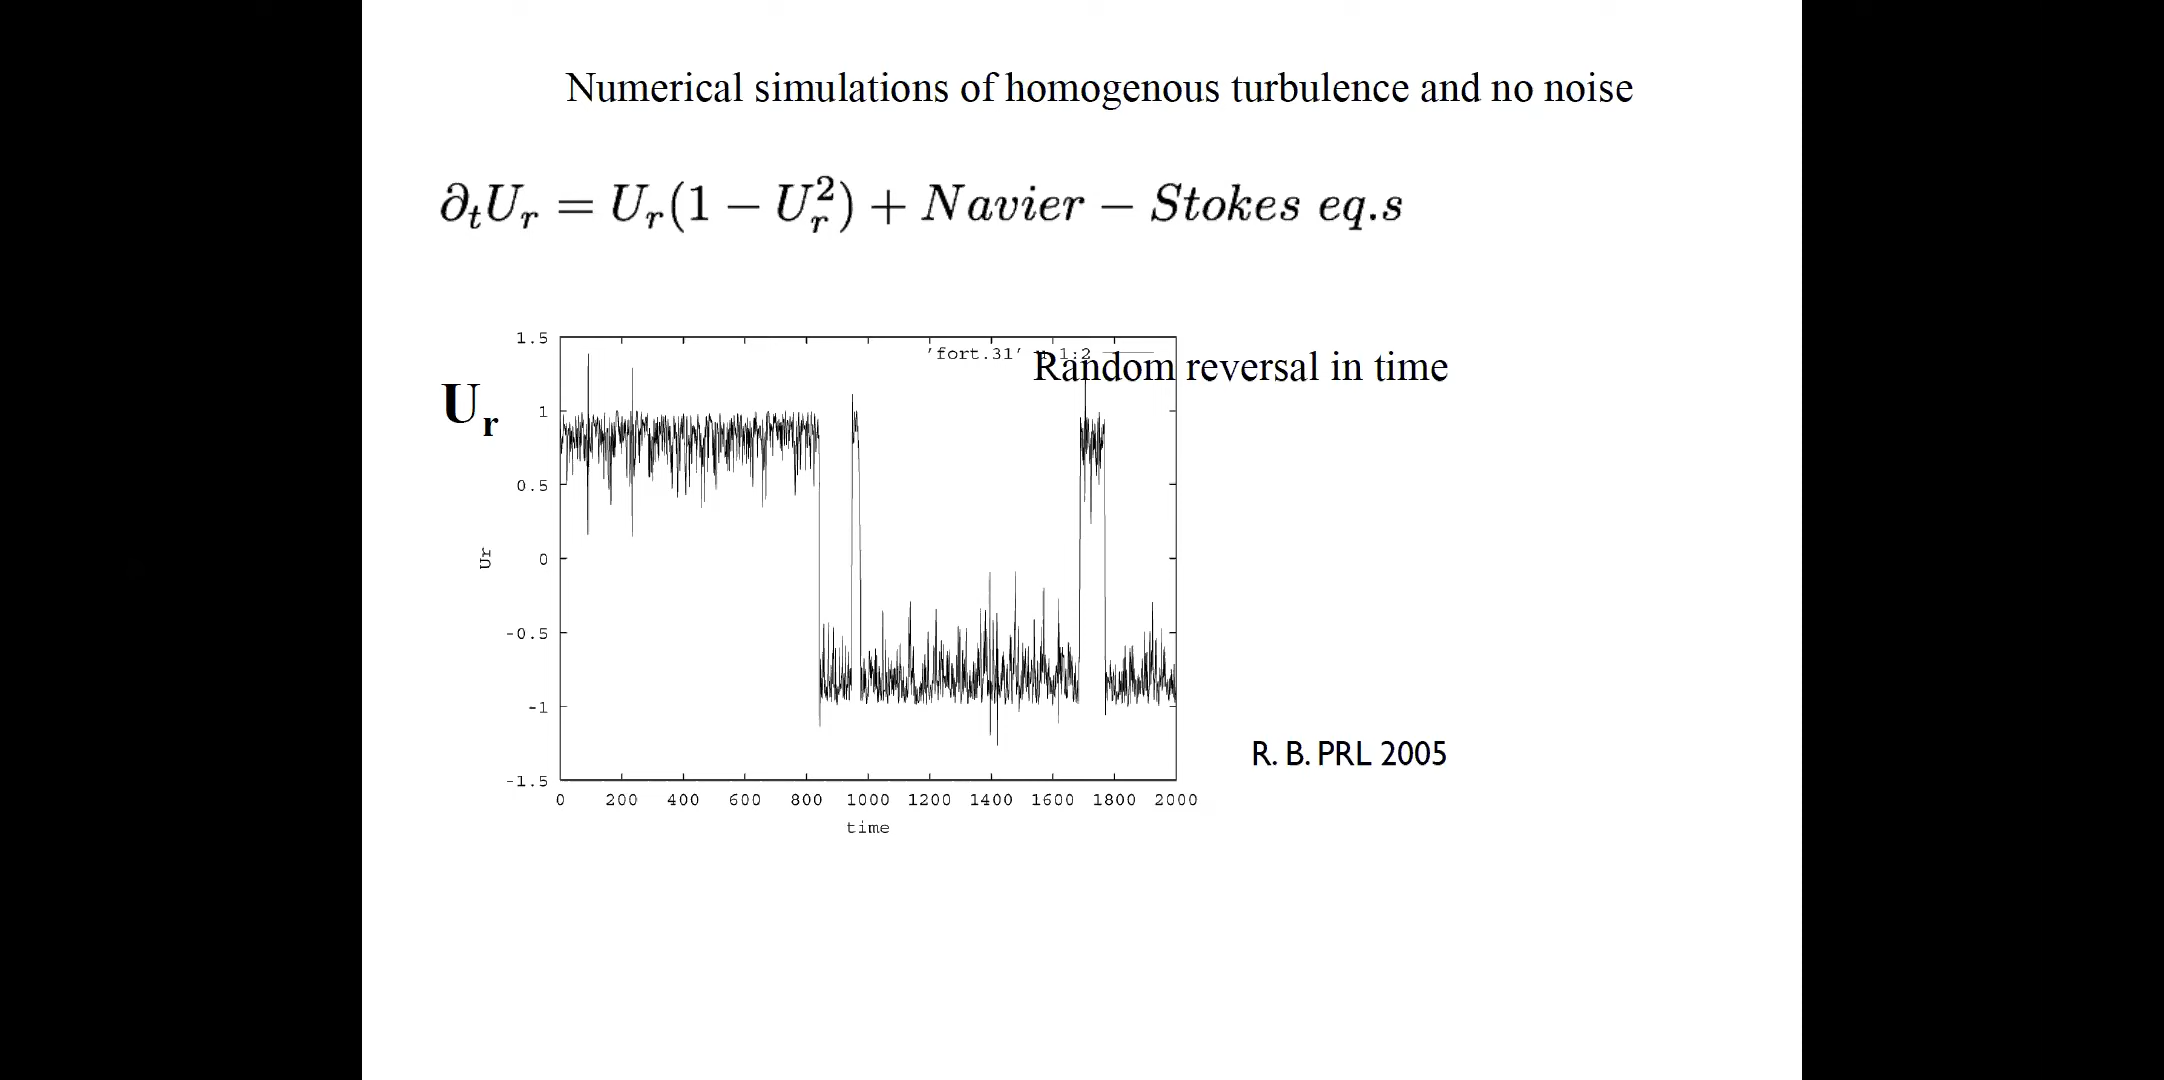 Numerical simulations of homogenous turbulence and no noise
∂ₜUᵣ = Uᵣ(1 − Uᵣ²) + Navier − Stokes eq.s
'fort.31' 1:2
Random reversal in time
Uᵣ
1.5
1
0.5
0
-0.5
-1
-1.5
Ur
R. B. PRL 2005
0 200 400 600 800 1000 1200 1400 1600 1800 2000
time